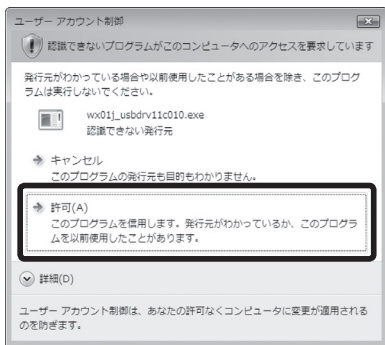 ユーザー アカウント制御
認識できないプログラムがこのコンピュータへのアクセスを要求しています
発行元がわかっている場合や以前使用したことがある場合を除き、このプログ
ラムは実行しないでください。
wx01j_usbdrv11c010.exe
認識できない発行元
キャンセル
このプログラムの発行元も目的もわかりません。
許可(A)
このプログラムを信用します。発行元がわかっているか、このプログラ
ムを以前使用したことがあります。
詳細(D)
ユーザー アカウント制御は、あなたの許可なくコンピュータに変更が適用される
のを防ぎます。